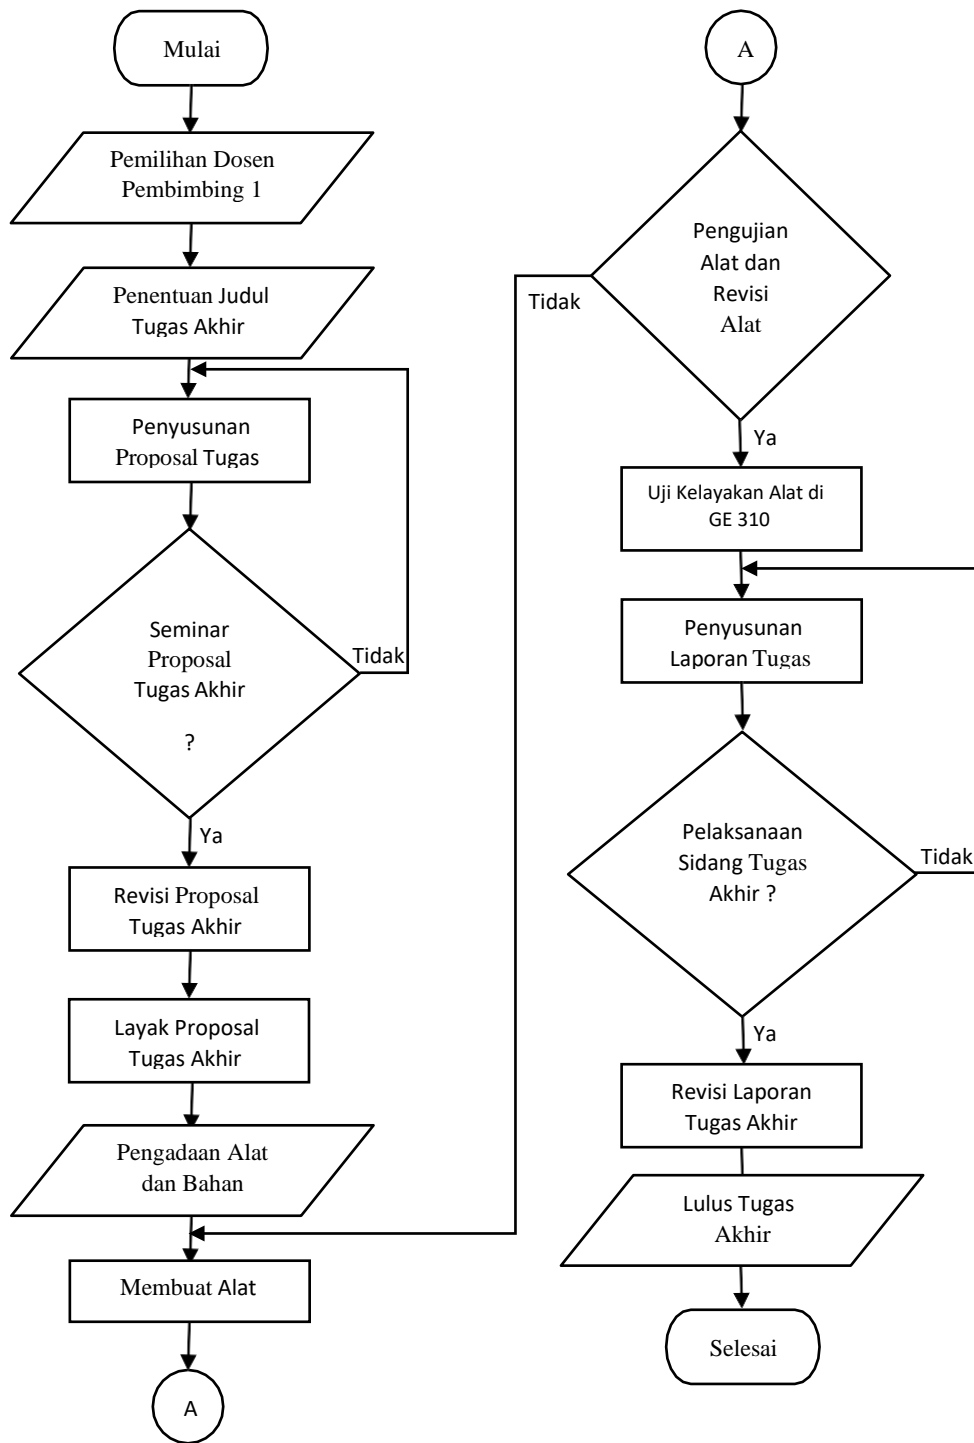 Mulai
Pemilihan Dosen
Pembimbing 1
Penentuan Judul
Tugas Akhir
Penyusunan
Proposal Tugas
Seminar
Proposal
Tugas Akhir
?
Tidak
Ya
Revisi Proposal
Tugas Akhir
Layak Proposal
Tugas Akhir
Pengadaan Alat
dan Bahan
Membuat Alat
A
A
Pengujian
Alat dan
Revisi
Alat
Tidak
Ya
Uji Kelayakan Alat di
GE 310
Penyusunan
Laporan Tugas
Pelaksanaan
Sidang Tugas
Akhir ?
Tidak
Ya
Revisi Laporan
Tugas Akhir
Lulus Tugas
Akhir
Selesai